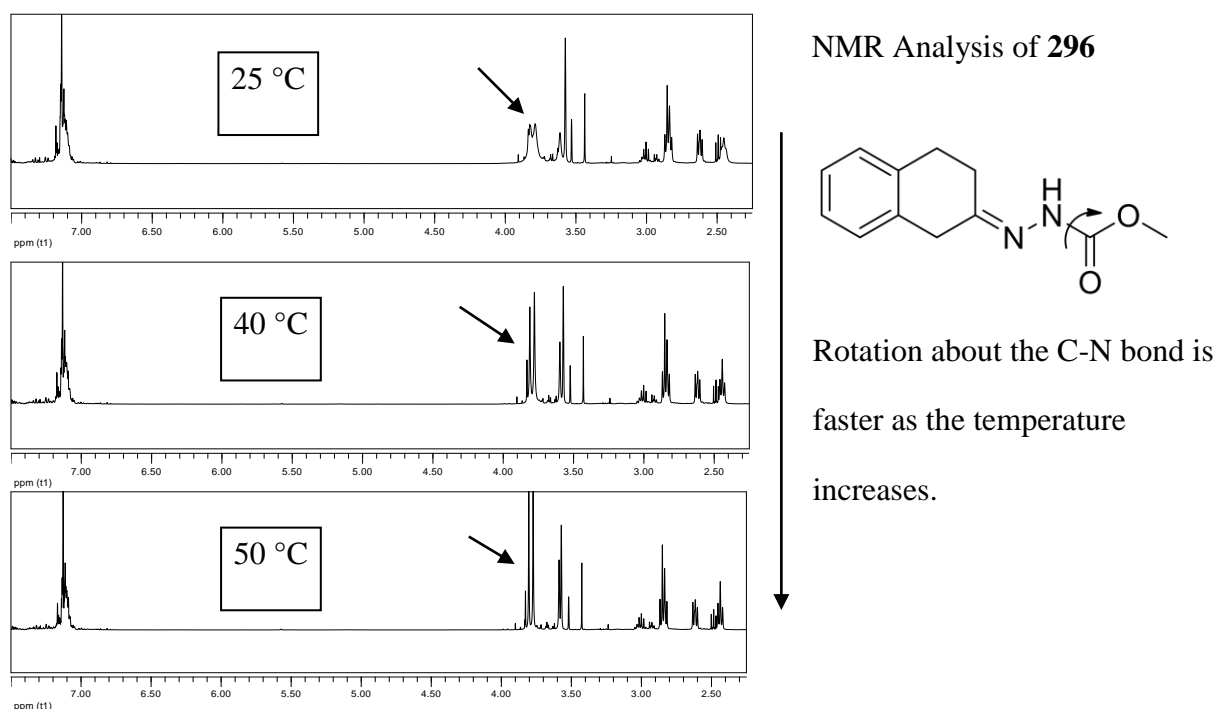 NMR Analysis of 296
25 °C
7.00 6.50 6.00 5.50 5.00 4.50 4.00 3.50 3.00 2.50
ppm (t1)
40 °C
7.00 6.50 6.00 5.50 5.00 4.50 4.00 3.50 3.00 2.50
ppm (t1)
50 °C
7.00 6.50 6.00 5.50 5.00 4.50 4.00 3.50 3.00 2.50
ppm (t1)
H
N
N
O
O
Rotation about the C-N bond is
faster as the temperature
increases.